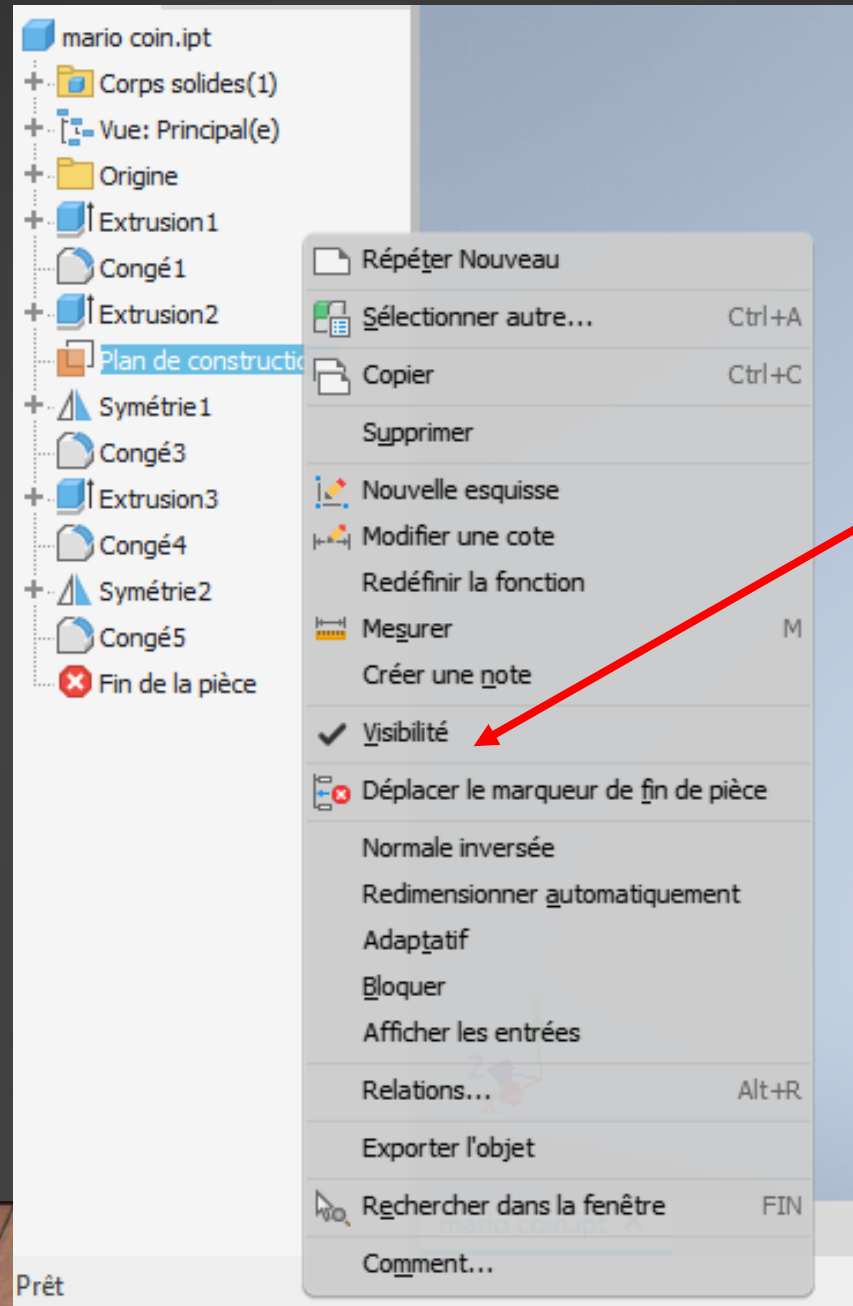 mario coin.ipt
Corps solides(1)
Vue: Principal(e)
Origine
Extrusion1
Congé1
Extrusion2
Plan de constructio
Symétrie1
Congé3
Extrusion3
Congé4
Symétrie2
Congé5
Fin de la pièce
Répéter Nouveau
Sélectionner autre... Ctrl+A
Copier Ctrl+C
Supprimer
Nouvelle esquisse
Modifier une cote
Redéfinir la fonction
Mesurer M
Créer une note
Visibilité
Déplacer le marqueur de fin de pièce
Normale inversée
Redimensionner automatiquement
Adaptatif
Bloquer
Afficher les entrées
Relations... Alt+R
Exporter l'objet
Rechercher dans la fenêtre FIN
Comment...
Y
Z
X
mario coin.ipt
Prêt